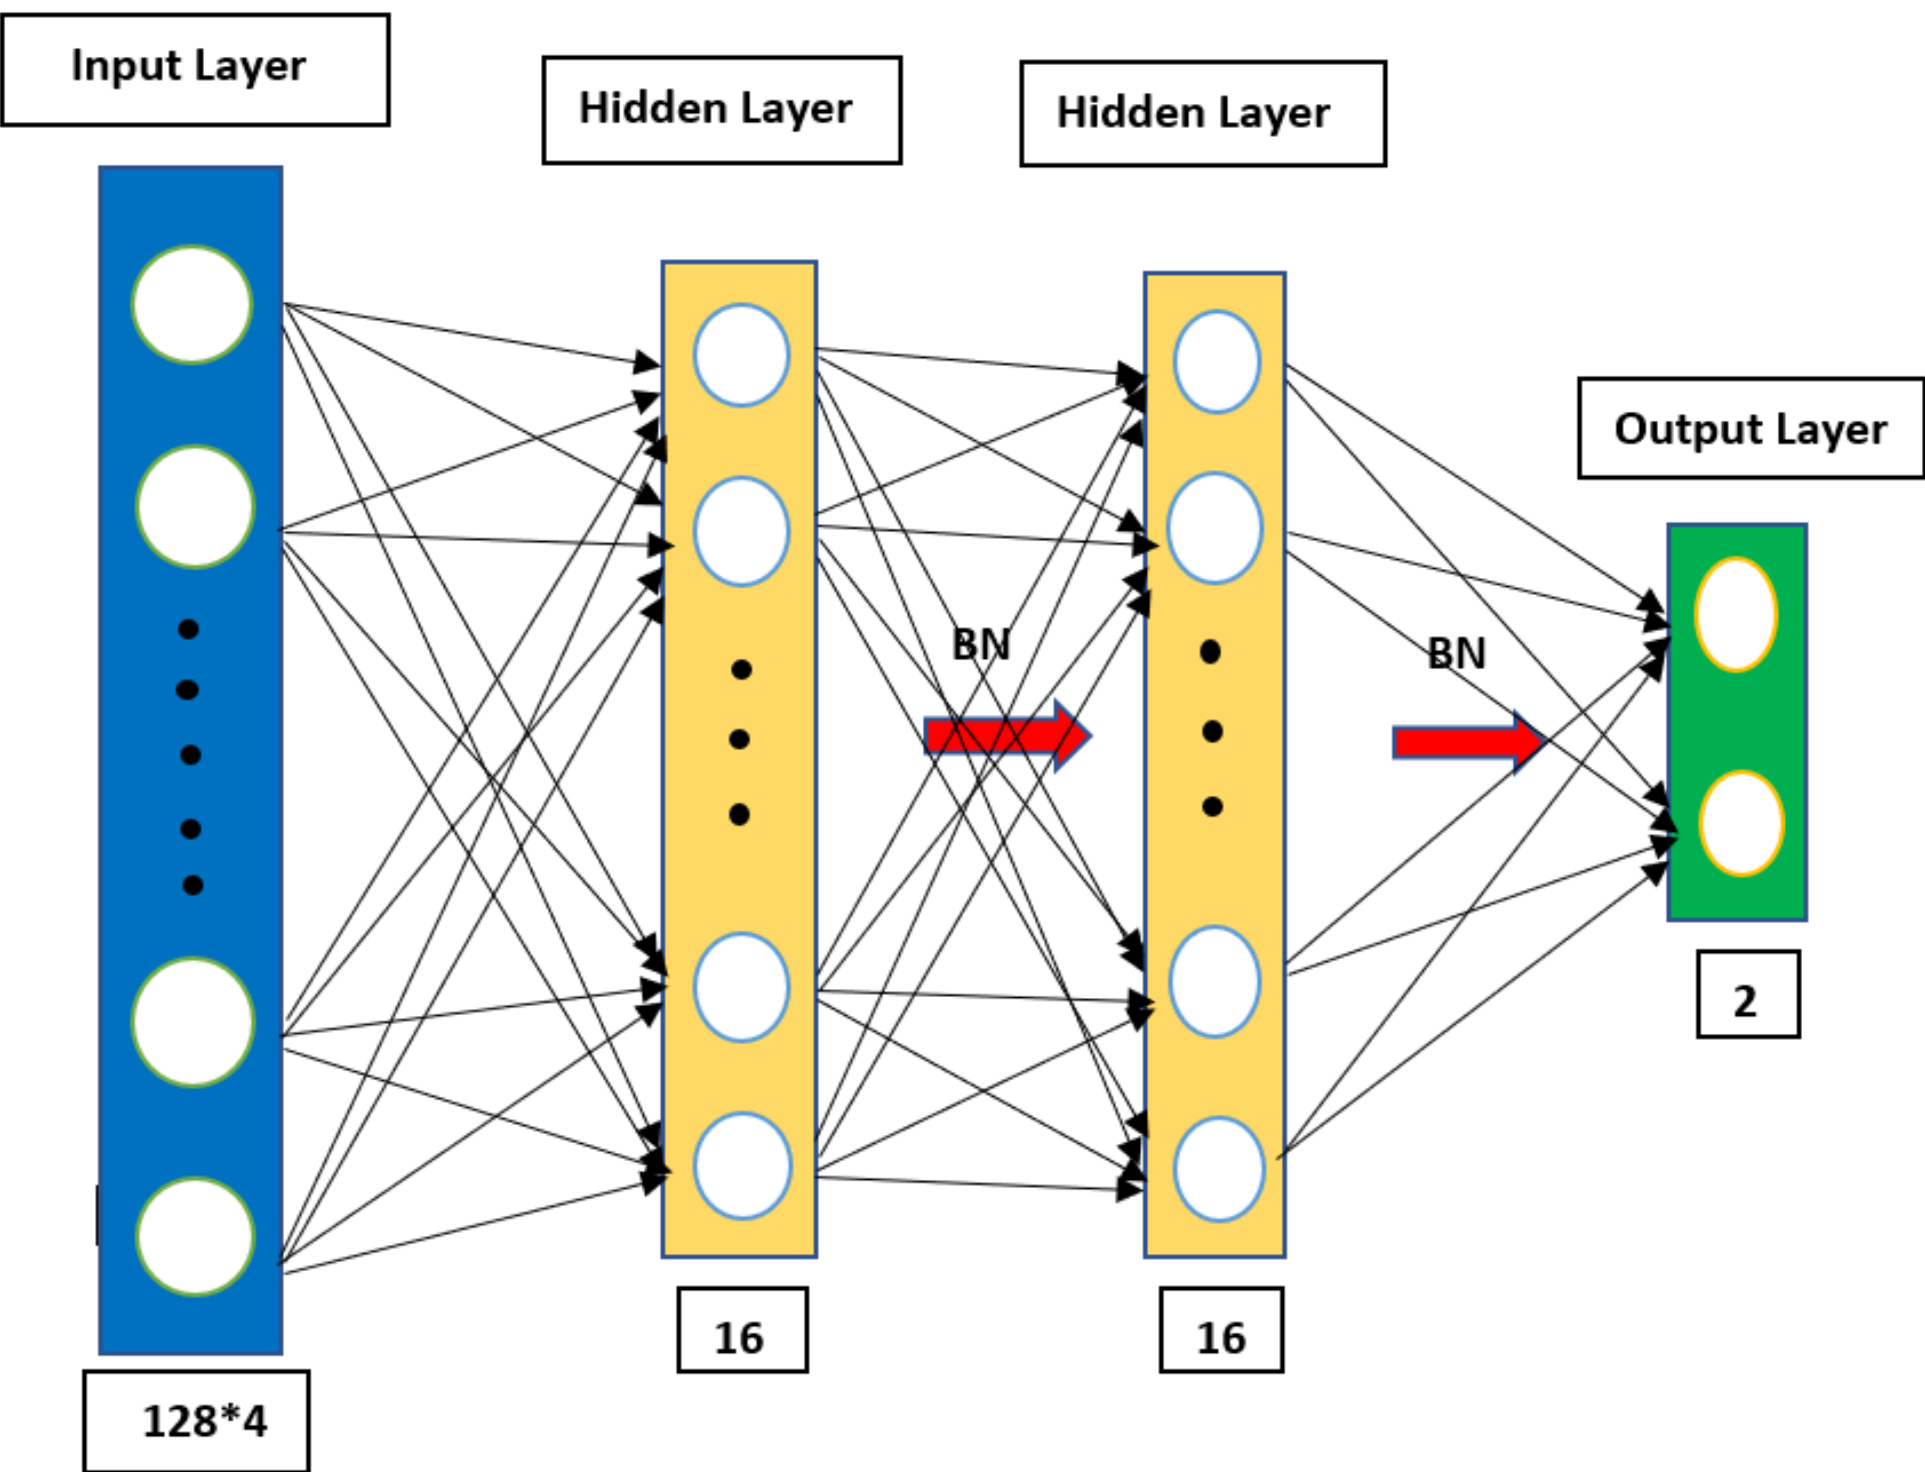 Input Layer
Hidden Layer
Hidden Layer
Output Layer
BN
BN
2
16
16
128*4